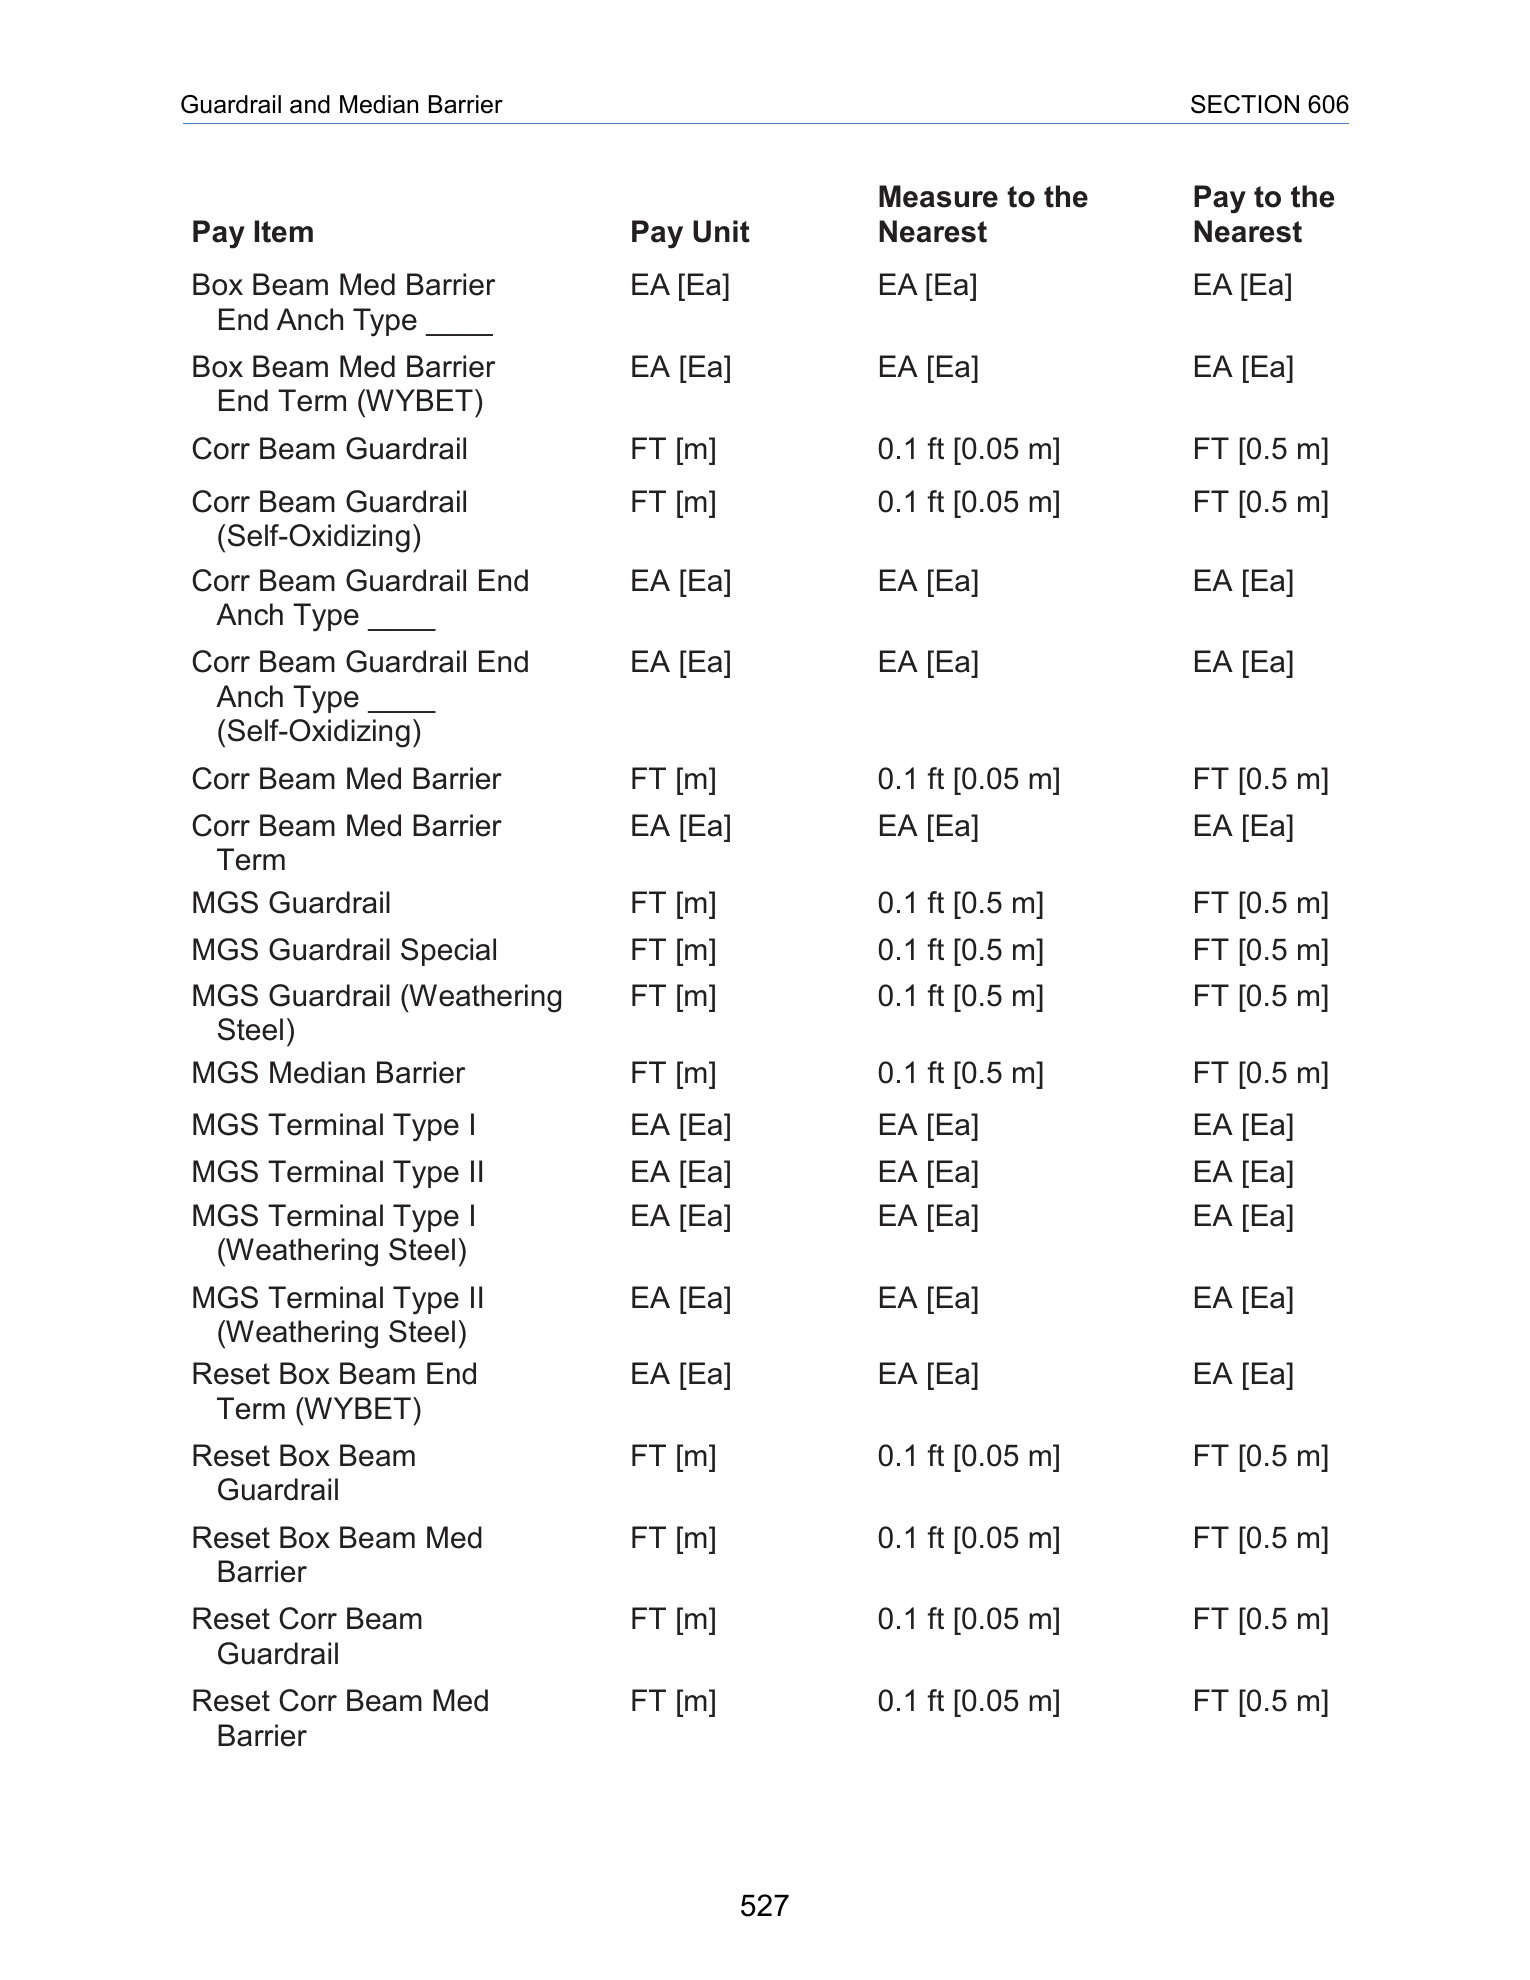 Guardrail and Median Barrier SECTION 606
Measure to the Pay to the
Pay Item Pay Unit Nearest Nearest
Box Beam Med Barrier EA [Ea] EA [Ea] EA [Ea]
End Anch Type ____
Box Beam Med Barrier EA [Ea] EA [Ea] EA [Ea]
End Term (WYBET)
Corr Beam Guardrail FT [m] 0.1 ft [0.05 m] FT [0.5 m]
Corr Beam Guardrail FT [m] 0.1 ft [0.05 m] FT [0.5 m]
(Self-Oxidizing)
Corr Beam Guardrail End EA [Ea] EA [Ea] EA [Ea]
Anch Type ____
Corr Beam Guardrail End EA [Ea] EA [Ea] EA [Ea]
Anch Type ____
(Self-Oxidizing)
Corr Beam Med Barrier FT [m] 0.1 ft [0.05 m] FT [0.5 m]
Corr Beam Med Barrier EA [Ea] EA [Ea] EA [Ea]
Term
MGS Guardrail FT [m] 0.1 ft [0.5 m] FT [0.5 m]
MGS Guardrail Special FT [m] 0.1 ft [0.5 m] FT [0.5 m]
MGS Guardrail (Weathering FT [m] 0.1 ft [0.5 m] FT [0.5 m]
Steel)
MGS Median Barrier FT [m] 0.1 ft [0.5 m] FT [0.5 m]
MGS Terminal Type I EA [Ea] EA [Ea] EA [Ea]
MGS Terminal Type II EA [Ea] EA [Ea] EA [Ea]
MGS Terminal Type I EA [Ea] EA [Ea] EA [Ea]
(Weathering Steel)
MGS Terminal Type II EA [Ea] EA [Ea] EA [Ea]
(Weathering Steel)
Reset Box Beam End EA [Ea] EA [Ea] EA [Ea]
Term (WYBET)
Reset Box Beam FT [m] 0.1 ft [0.05 m] FT [0.5 m]
Guardrail
Reset Box Beam Med FT [m] 0.1 ft [0.05 m] FT [0.5 m]
Barrier
Reset Corr Beam FT [m] 0.1 ft [0.05 m] FT [0.5 m]
Guardrail
Reset Corr Beam Med FT [m] 0.1 ft [0.05 m] FT [0.5 m]
Barrier
527